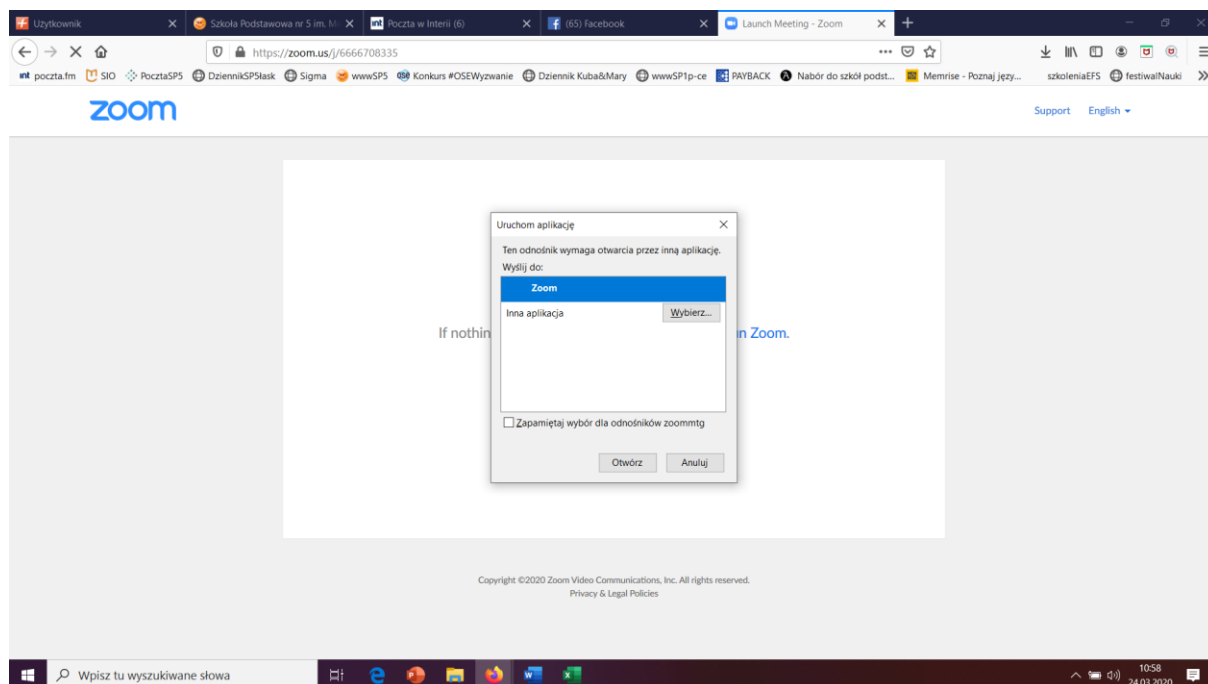 Użytkownik
Szkoła Podstawowa nr 5 im. Mi
Poczta w Interii (6)
(65) Facebook
Launch Meeting - Zoom
https://zoom.us/j/6666708335
poczta.fm SIO PocztaSP5 DziennikSP5łask Sigma wwwSP5 Konkurs #OSEWyzwanie Dziennik Kuba&Mary wwwSP1p-ce PAYBACK Nabór do szkół podst... Memrise - Poznaj języ... szkoleniaEFS festiwalNauki
zoom
Support English
Uruchom aplikację
Ten odnośnik wymaga otwarcia przez inną aplikację.
Wyślij do:
Zoom
Inna aplikacja Wybierz...
If nothin n Zoom.
Zapamiętaj wybór dla odnośników zoommtg
Otwórz Anuluj
Copyright ©2020 Zoom Video Communications, Inc. All rights reserved.
Privacy & Legal Policies
Wpisz tu wyszukiwane słowa
10:58
24.03.2020